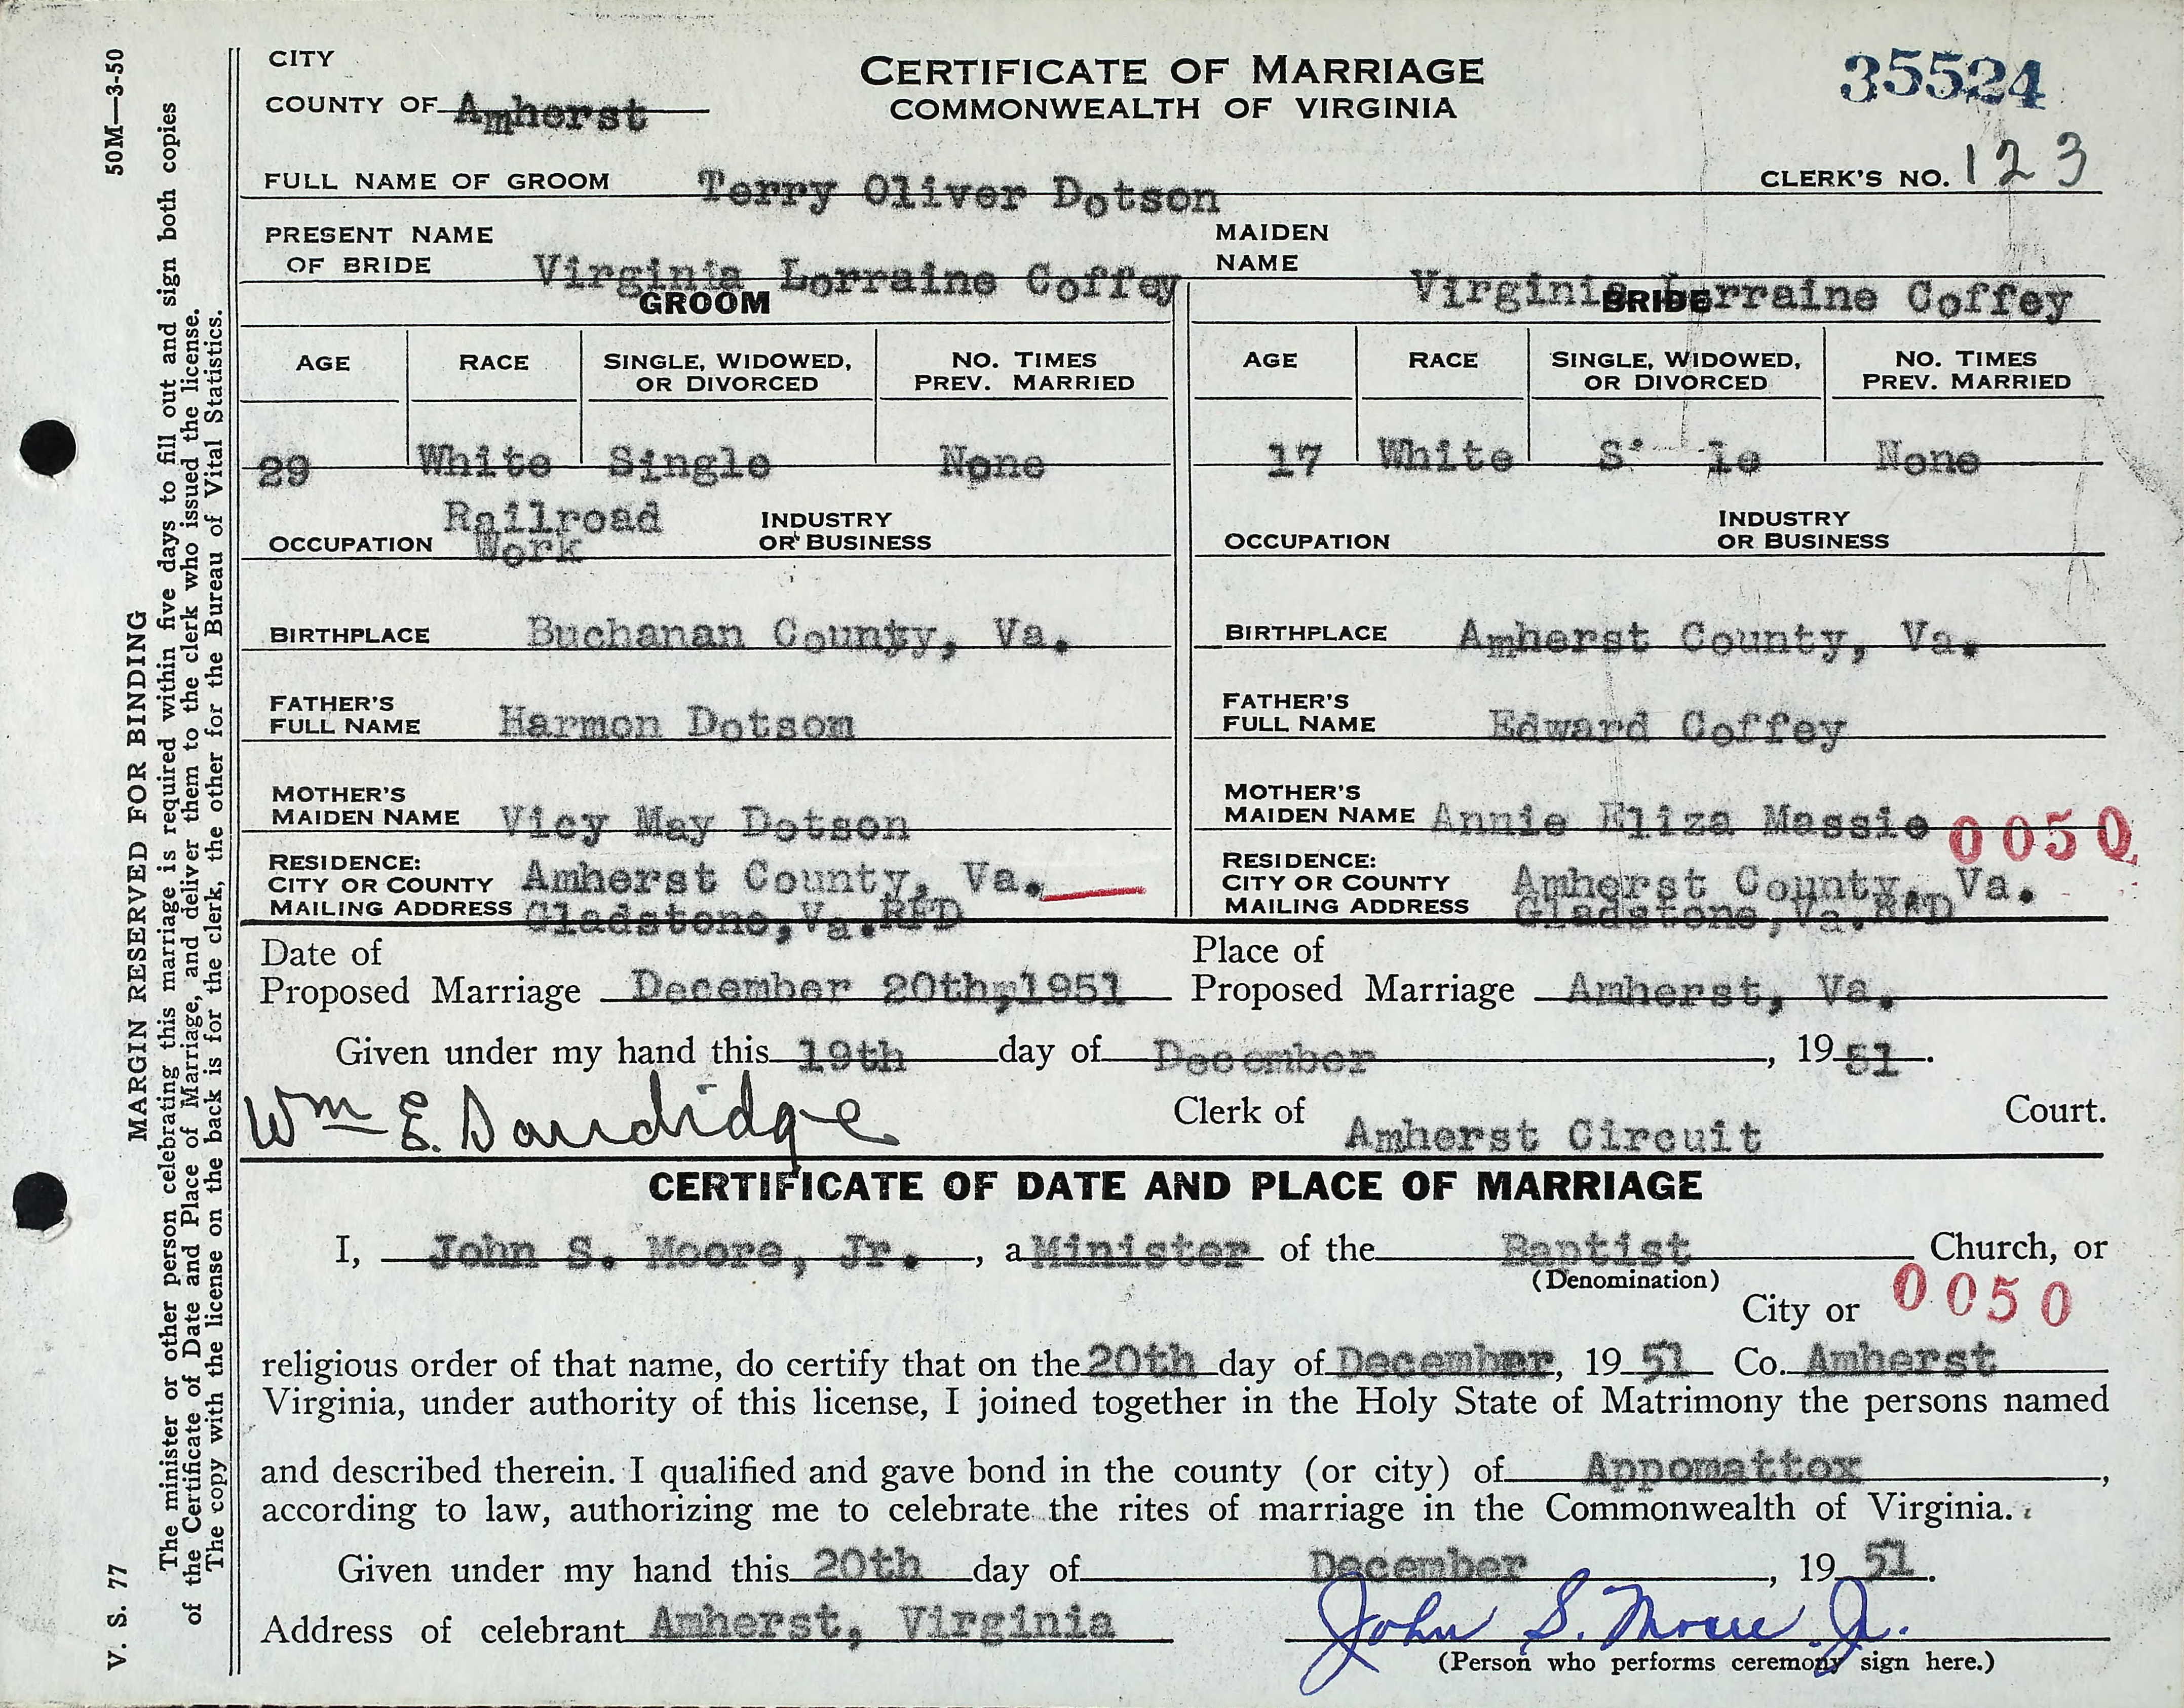 CITY
COUNTY OF Amherst
CERTIFICATE OF MARRIAGE
COMMONWEALTH OF VIRGINIA
35524
CLERK'S NO. 123
FULL NAME OF GROOM Terry Oliver Dotson
PRESENT NAME OF BRIDE Virginia Lorraine Coffey
MAIDEN NAME Virginia Lorraine Coffey
GROOM
BRIDE
AGE RACE SINGLE, WIDOWED, OR DIVORCED NO. TIMES PREV. MARRIED
29 White Single None
AGE RACE SINGLE, WIDOWED, OR DIVORCED NO. TIMES PREV. MARRIED
17 White S le None
OCCUPATION Railroad Work INDUSTRY OR BUSINESS
OCCUPATION INDUSTRY OR BUSINESS
BIRTHPLACE Buchanan County, Va.
BIRTHPLACE Amherst County, Va.
FATHER'S FULL NAME Harmon Dotsom
FATHER'S FULL NAME Edward Coffey
MOTHER'S MAIDEN NAME Vicy May Dotson
MOTHER'S MAIDEN NAME Annie Eliza Massie
0050
RESIDENCE:
CITY OR COUNTY Amherst County, Va.
MAILING ADDRESS Gladstone, Va. RFD
RESIDENCE:
CITY OR COUNTY Amherst County, Va.
MAILING ADDRESS Gladstone, Va. RFD
Date of Proposed Marriage December 20th, 1951
Place of Proposed Marriage Amherst, Va.
Given under my hand this 19th day of December, 19 51.
Wm E. Dandidge Clerk of Amherst Circuit Court.
CERTIFICATE OF DATE AND PLACE OF MARRIAGE
I, John S. Moore, Jr., a Minister of the Baptist Church, or
(Denomination)
City or 0050
religious order of that name, do certify that on the 20th day of December, 19 51 Co. Amherst
Virginia, under authority of this license, I joined together in the Holy State of Matrimony the persons named
and described therein. I qualified and gave bond in the county (or city) of Appomattox,
according to law, authorizing me to celebrate the rites of marriage in the Commonwealth of Virginia.
Given under my hand this 20th day of December, 19 51.
Address of celebrant Amherst, Virginia John S. Moore Jr.
(Person who performs ceremony sign here.)
V. S. 77
50M—3-50
MARGIN RESERVED FOR BINDING
The minister or other person celebrating this marriage is required within five days to fill out and sign both copies
of the Certificate of Date and Place of Marriage, and deliver them to the clerk who issued the license.
The copy with the license on the back is for the clerk, the other for the Bureau of Vital Statistics.